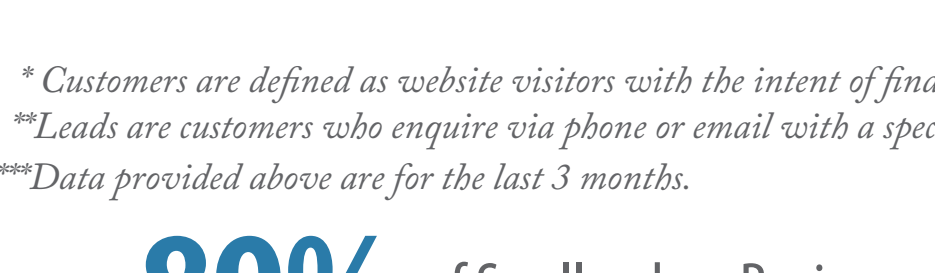 * Customers are defined as website visitors with the intent of
**Leads are customers who enquire via phone or email with a
***Data provided above are for the last 3 months.